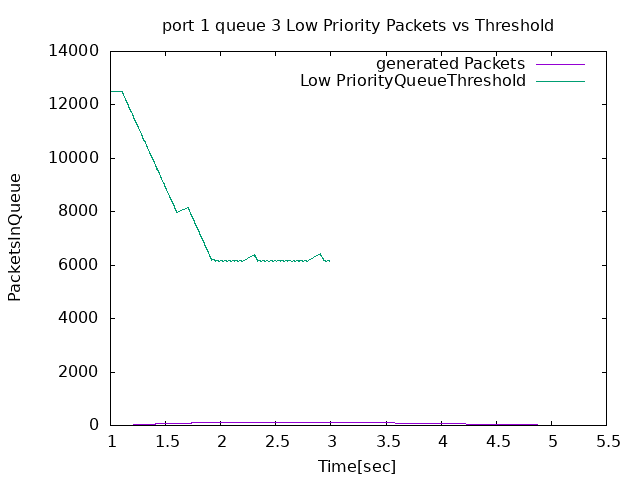 port 1 queue 3 Low Priority Packets vs Threshold
generated Packets
Low PriorityQueueThreshold
14000
12000
10000
8000
6000
4000
2000
0
PacketsInQueue
1 1.5 2 2.5 3 3.5 4 4.5 5 5.5
Time[sec]